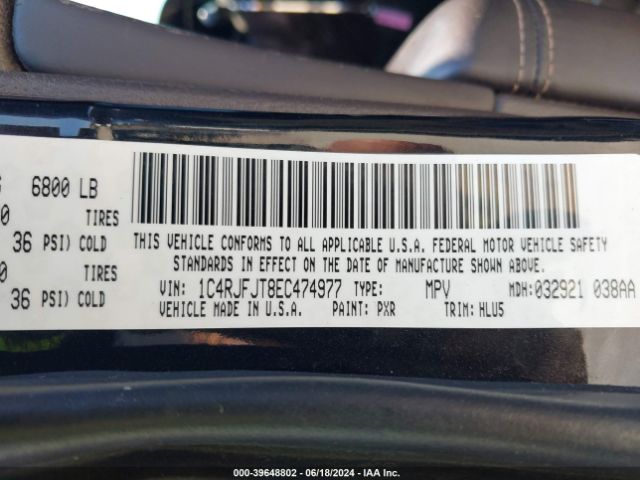 6800 LB
0 TIRES
36 PSI) COLD
0 TIRES
36 PSI) COLD
THIS VEHICLE CONFORMS TO ALL APPLICABLE U.S.A. FEDERAL MOTOR VEHICLE SAFETY
STANDARDS IN EFFECT ON THE DATE OF MANUFACTURE SHOWN ABOVE.
VIN: 1C4RJFJT8EC474977 TYPE: MPV MDH: 032921 038AA
VEHICLE MADE IN U.S.A. PAINT: PXR TRIM: HLU5
000-39648802 - 06/18/2024 - IAA Inc.